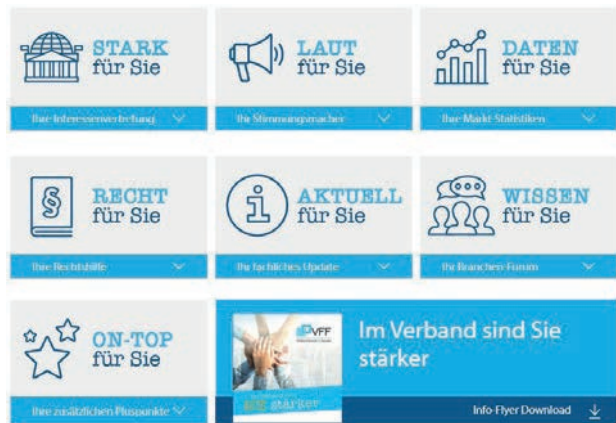 STARK
für Sie
Ihre Interessenvertretung
LAUT
für Sie
Ihr Stimmungsmacher
DATEN
für Sie
Ihre Markt-Statistiken
§
RECHT
für Sie
Ihre Rechtshilfe
i
AKTUELL
für Sie
Ihr fachliches Update
WISSEN
für Sie
Ihr Branchen-Forum
ON-TOP
für Sie
Ihre zusätzlichen Pluspunkte
VFF
stärker
Im Verband sind Sie
stärker
Info-Flyer Download